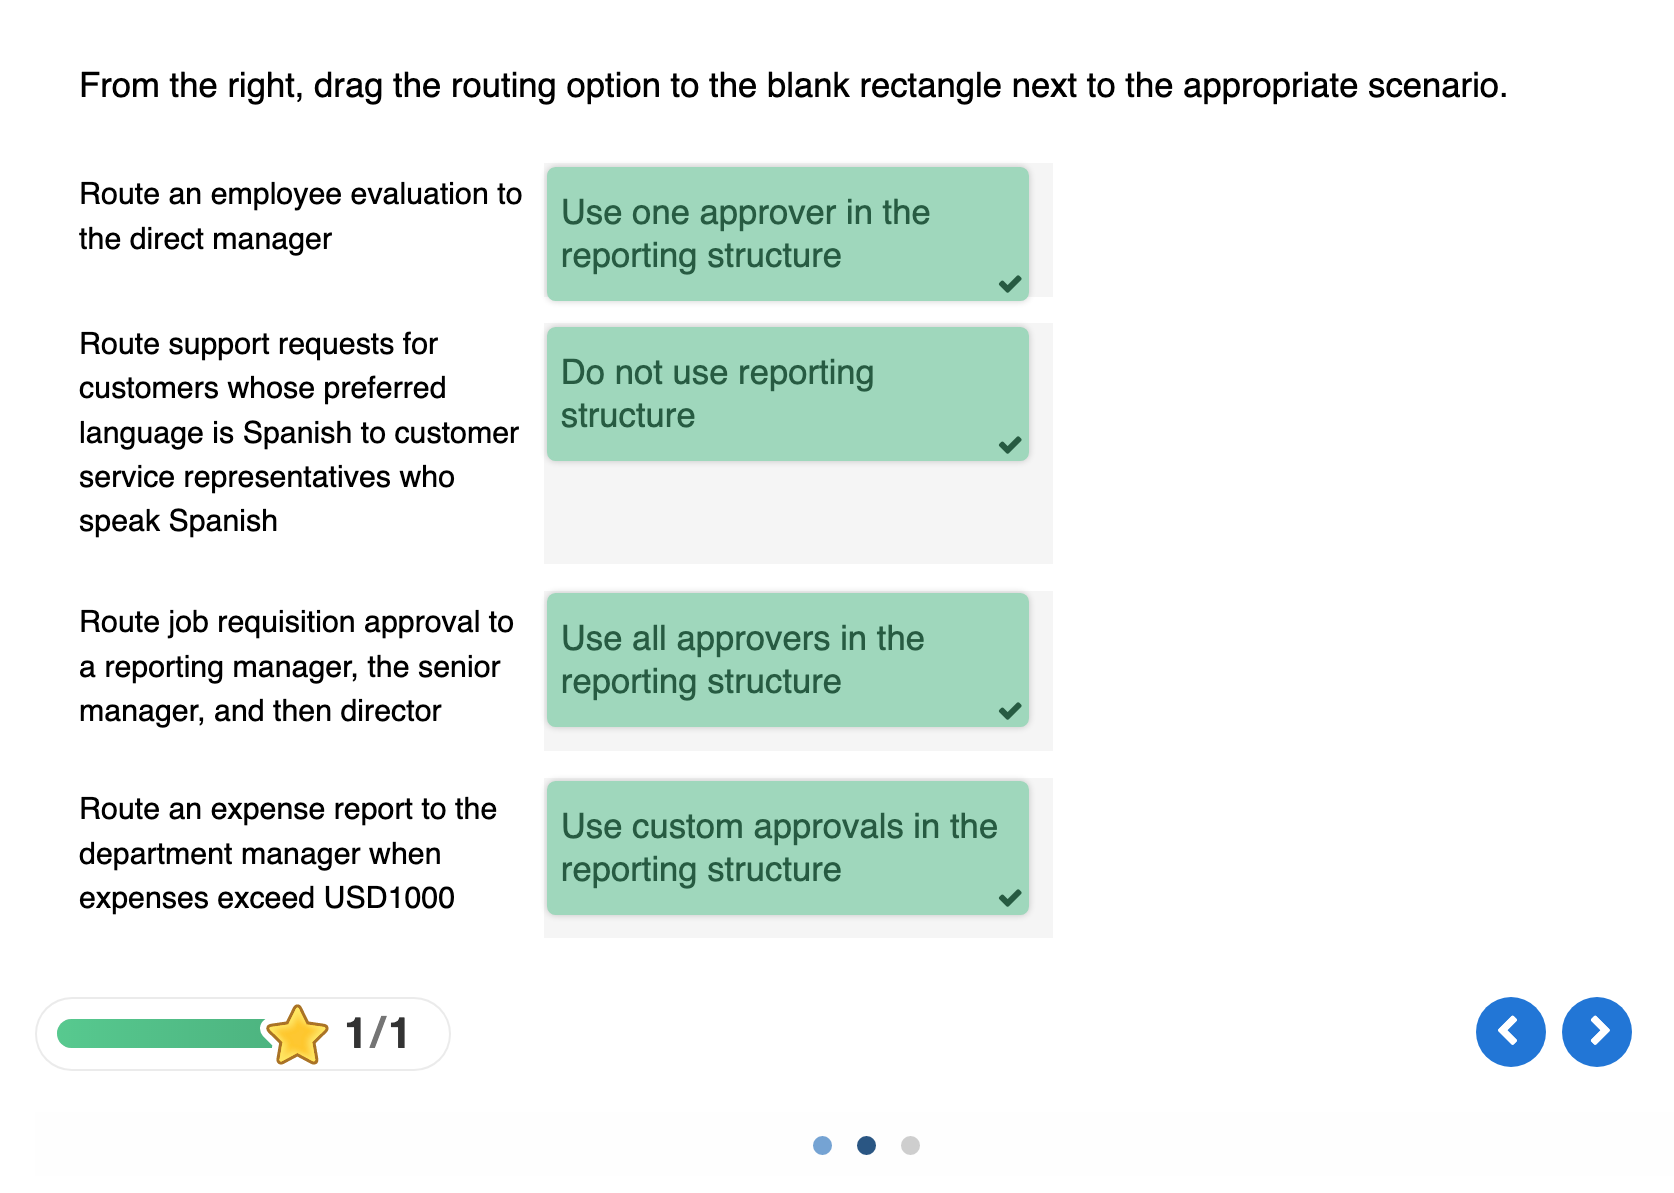 From the right, drag the routing option to the blank rectangle next to the appropriate scenario.
Route an employee evaluation to
the direct manager
Use one approver in the
reporting structure
Route support requests for
customers whose preferred
language is Spanish to customer
service representatives who
speak Spanish
Do not use reporting
structure
Route job requisition approval to
a reporting manager, the senior
manager, and then director
Use all approvers in the
reporting structure
Route an expense report to the
department manager when
expenses exceed USD1000
Use custom approvals in the
reporting structure
1/1